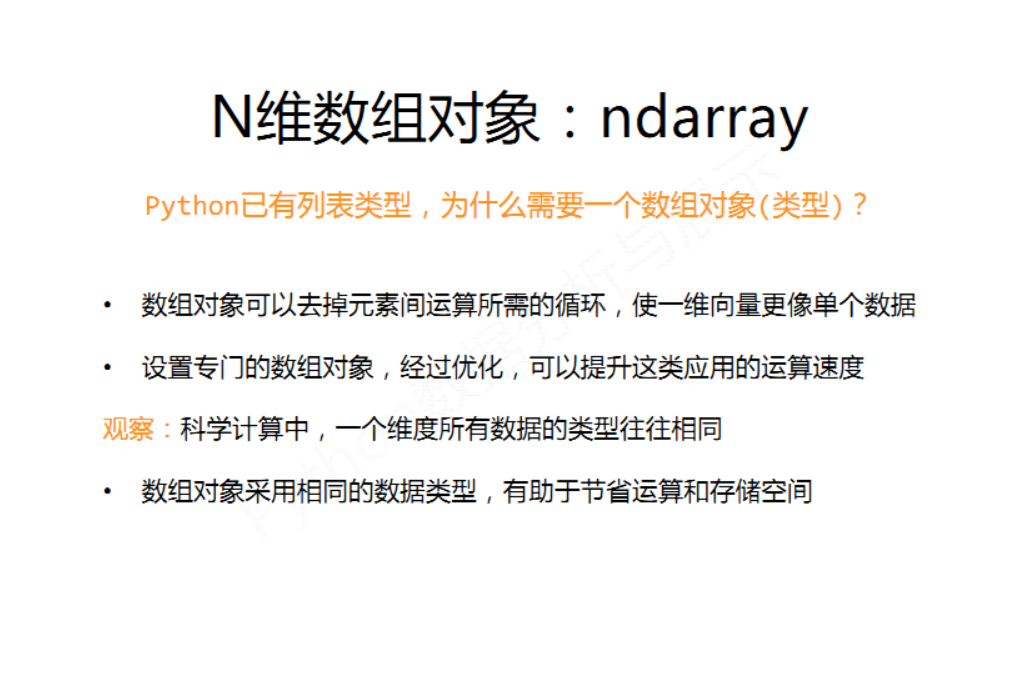 N维数组对象：ndarray
Python已有列表类型，为什么需要一个数组对象(类型)？
• 数组对象可以去掉元素间运算所需的循环，使一维向量更像单个数据
• 设置专门的数组对象，经过优化，可以提升这类应用的运算速度
观察：科学计算中，一个维度所有数据的类型往往相同
• 数组对象采用相同的数据类型，有助于节省运算和存储空间
Python数据分析与展示